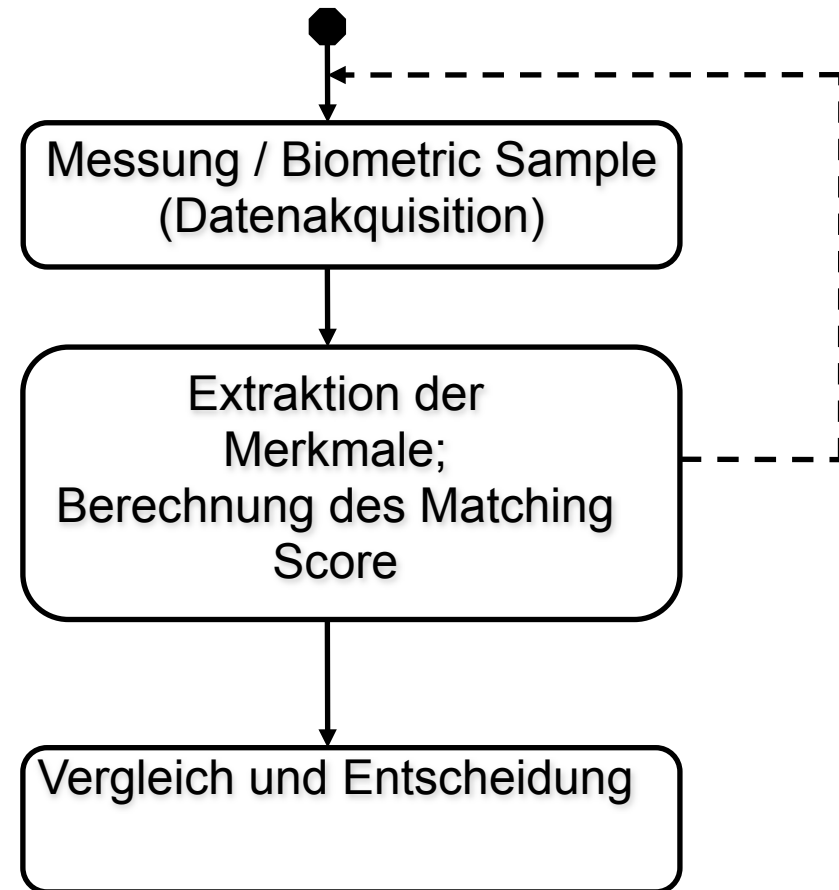 Messung / Biometric Sample
(Datenakquisition)
Extraktion der
Merkmale;
Berechnung des Matching
Score
Vergleich und Entscheidung